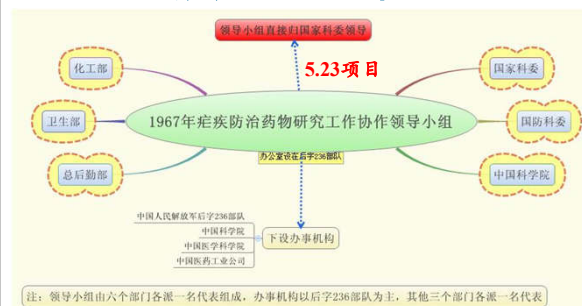 领导小组直接归国家科委领导
5.23项目
化工部
国家科委
1967年疟疾防治药物研究工作协作领导小组
卫生部
国防科委
总后勤部
中国科学院
办公室设在后字236部队
中国人民解放军后字236部队
中国科学院
中国医学科学院
中国医药工业公司
下设办事机构
注：领导小组由六个部门各派一名代表组成，办事机构以后字236部队为主，其他三个部门各派一名代表